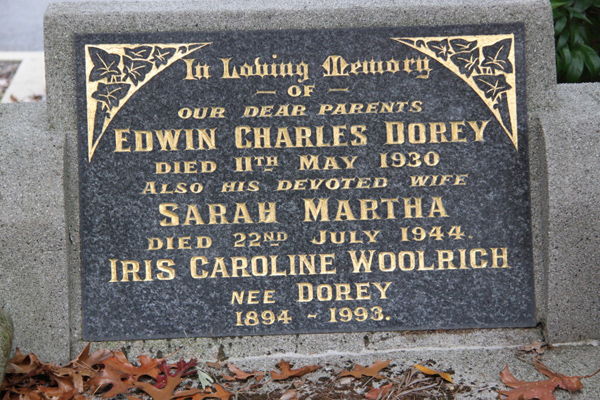 In Loving Memory
— OF —
OUR DEAR PARENTS
EDWIN CHARLES DOREY
DIED 11TH MAY 1930
ALSO HIS DEVOTED WIFE
SARAH MARTHA
DIED 22ND JULY 1944.
IRIS CAROLINE WOOLRICH
NEE DOREY
1894 - 1993.